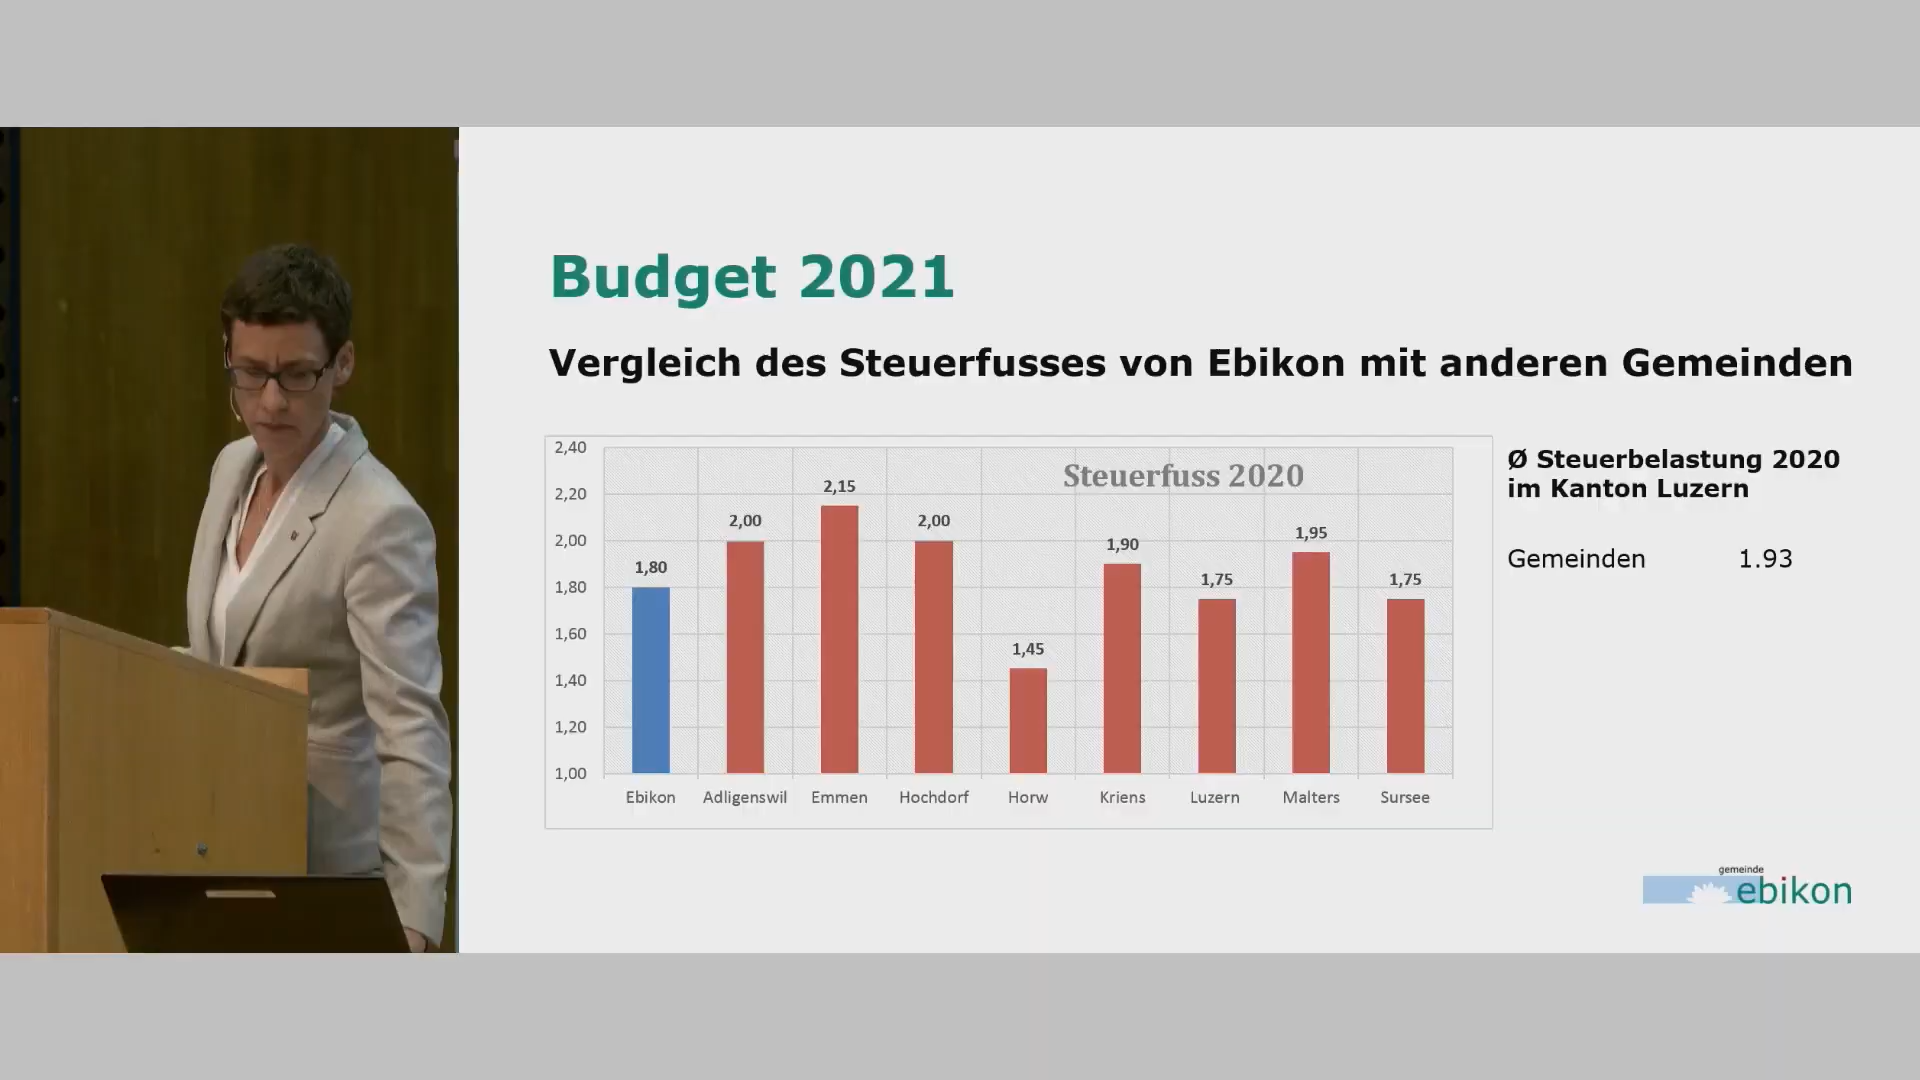 Budget 2021
Vergleich des Steuerfusses von Ebikon mit anderen Gemeinden
Steuerfuss 2020
2,40
2,20
2,00
1,80
1,60
1,40
1,20
1,00
1,80
2,00
2,15
2,00
1,45
1,90
1,75
1,95
1,75
Ebikon Adligenswil Emmen Hochdorf Horw Kriens Luzern Malters Sursee
Ø Steuerbelastung 2020
im Kanton Luzern
Gemeinden 1.93
gemeinde
ebikon